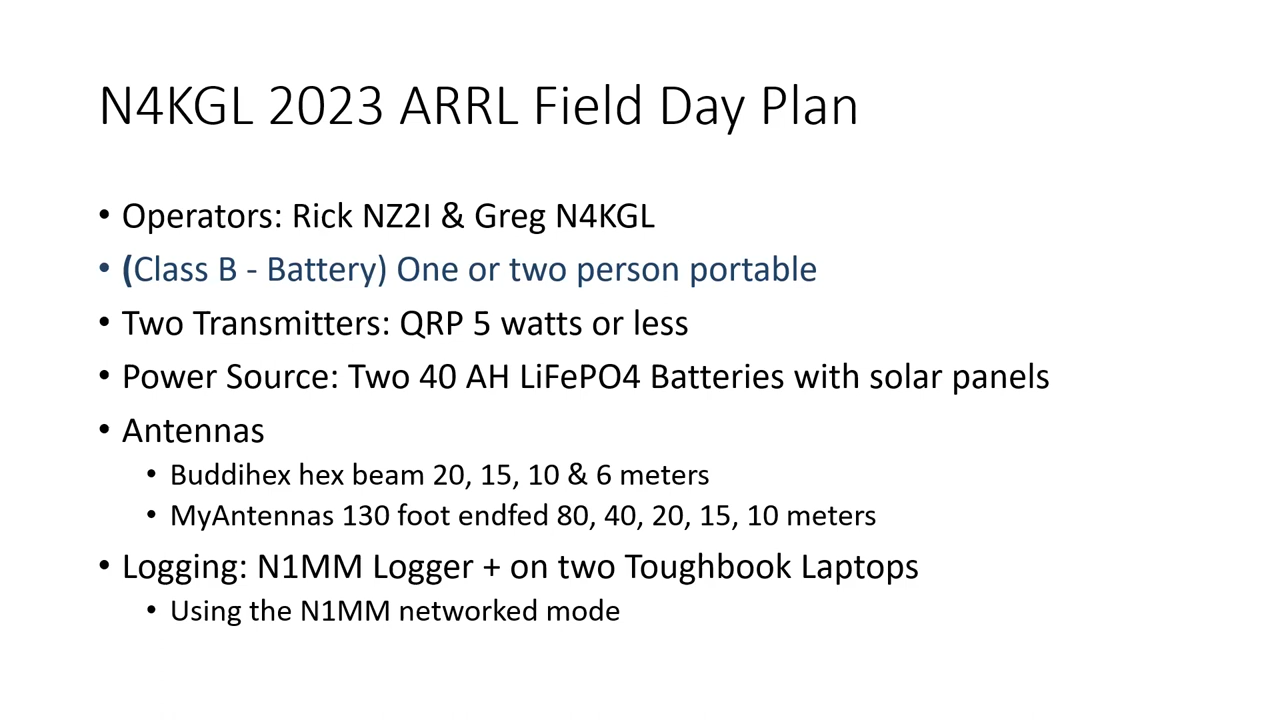 N4KGL 2023 ARRL Field Day Plan
• Operators: Rick NZ2I & Greg N4KGL
• (Class B - Battery) One or two person portable
• Two Transmitters: QRP 5 watts or less
• Power Source: Two 40 AH LiFePO4 Batteries with solar panels
• Antennas
• Buddihex hex beam 20, 15, 10 & 6 meters
• MyAntennas 130 foot endfed 80, 40, 20, 15, 10 meters
• Logging: N1MM Logger + on two Toughbook Laptops
• Using the N1MM networked mode